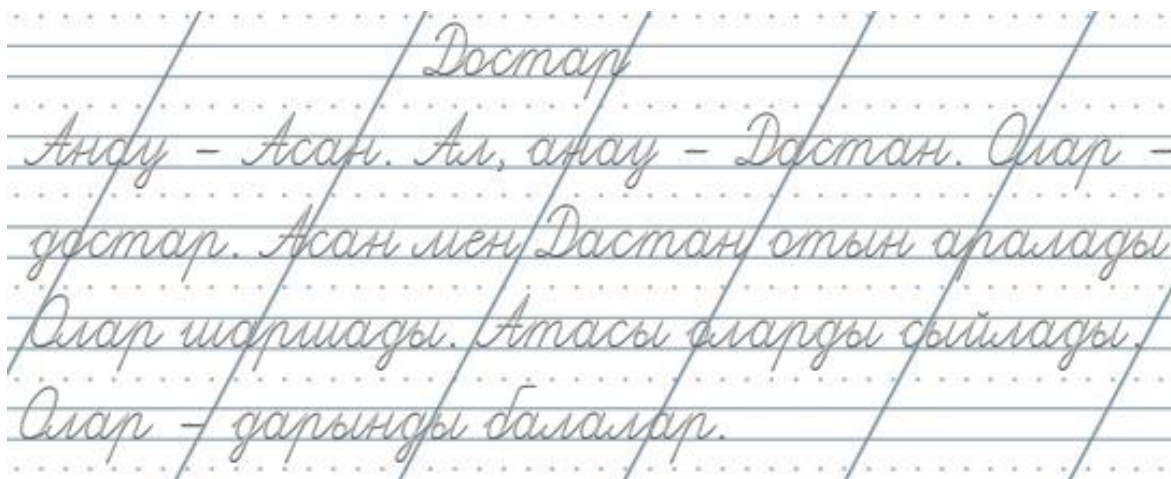 Достар
Анау – Асан. Ал, анау – Дастан. Олар –
достар. Асан мен Дастан отын аралады
Олар шаршады. Атасы оларды сыйлады.
Олар – дарынды балалар.